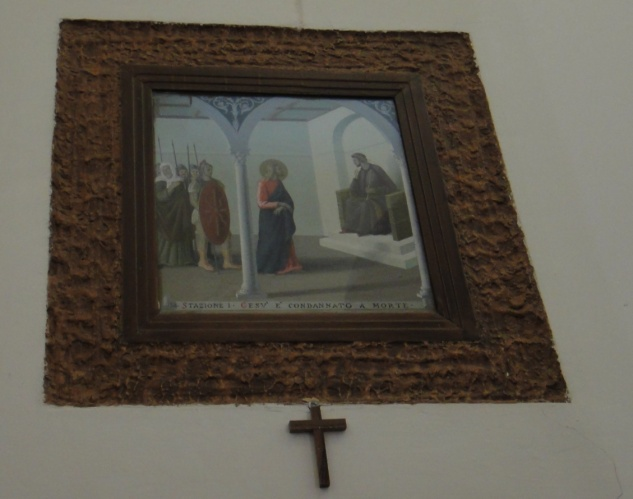 STAZIONE I. GESU' E' CONDANNATO A MORTE